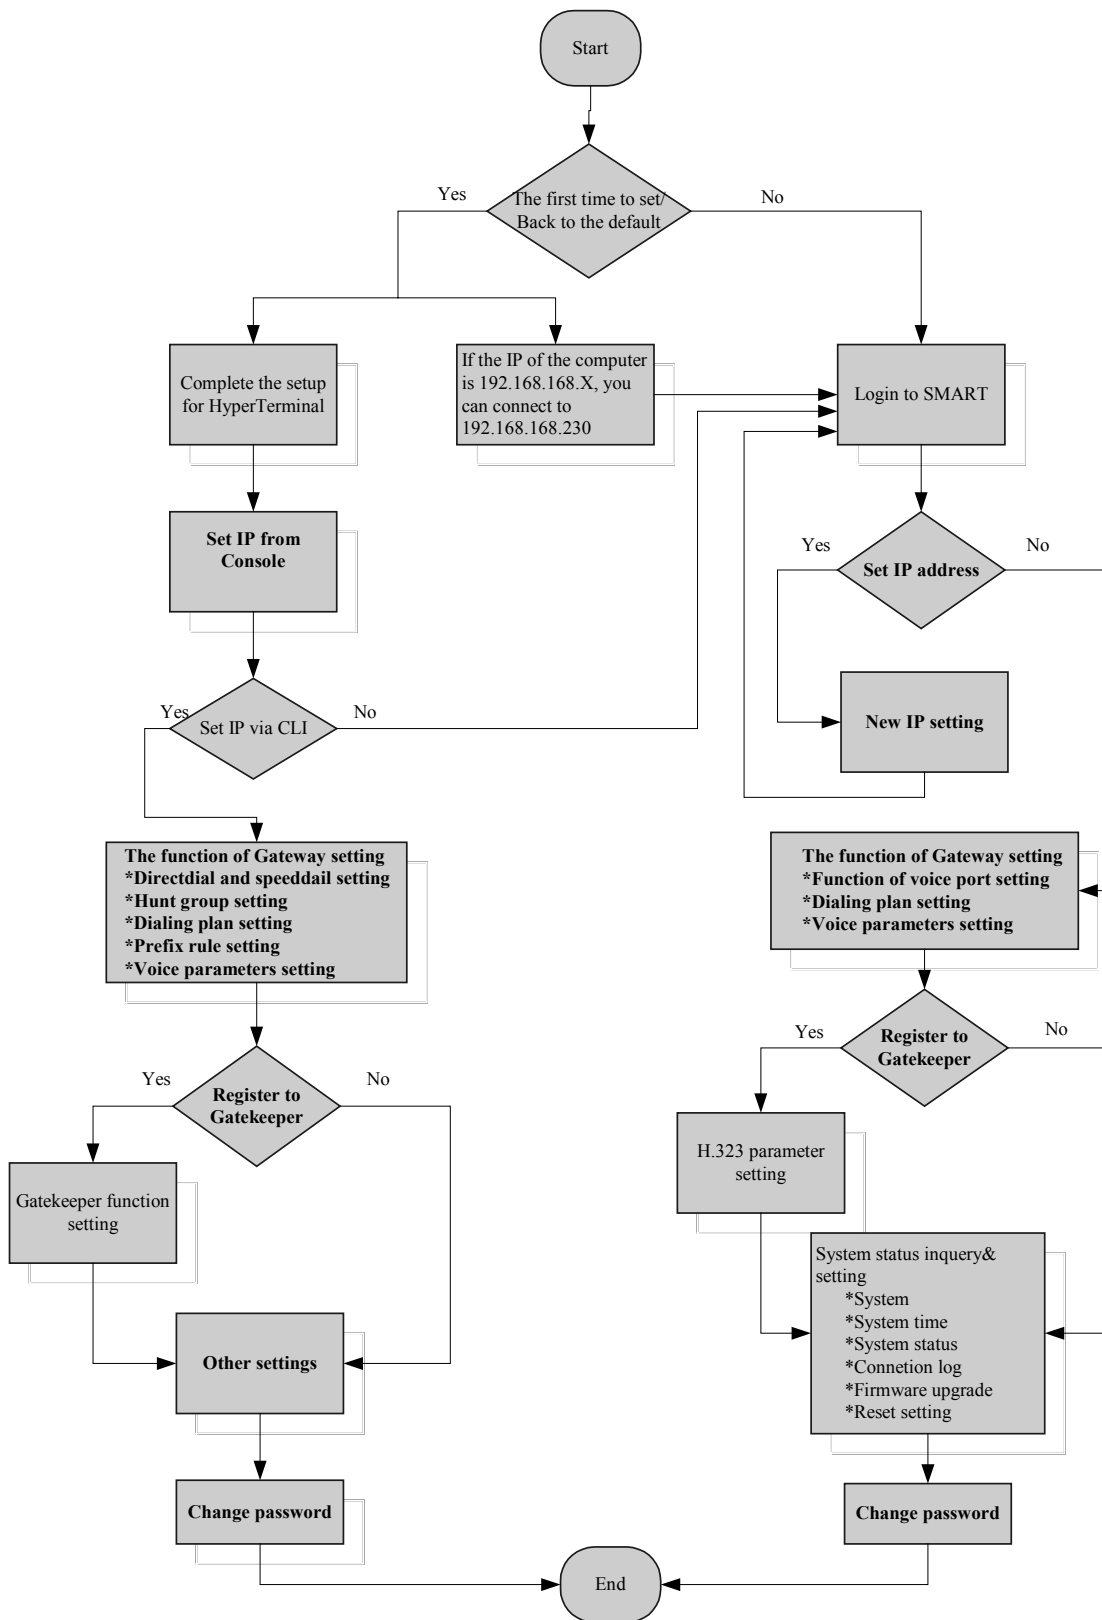 Start
Yes
The first time to set/
Back to the default
No
Complete the setup
for HyperTerminal
If the IP of the computer
is 192.168.168.X, you
can connect to
192.168.168.230
Login to SMART
Set IP from
Console
Yes
Set IP address
No
Yes
Set IP via CLI
No
New IP setting
The function of Gateway setting
*Directdial and speeddail setting
*Hunt group setting
*Dialing plan setting
*Prefix rule setting
*Voice parameters setting
The function of Gateway setting
*Function of voice port setting
*Dialing plan setting
*Voice parameters setting
Yes
Register to
Gatekeeper
No
Yes
Register to
Gatekeeper
No
H.323 parameter
setting
Gatekeeper function
setting
System status inquery&
setting
*System
*System time
*System status
*Connetion log
*Firmware upgrade
*Reset setting
Other settings
Change password
Change password
End